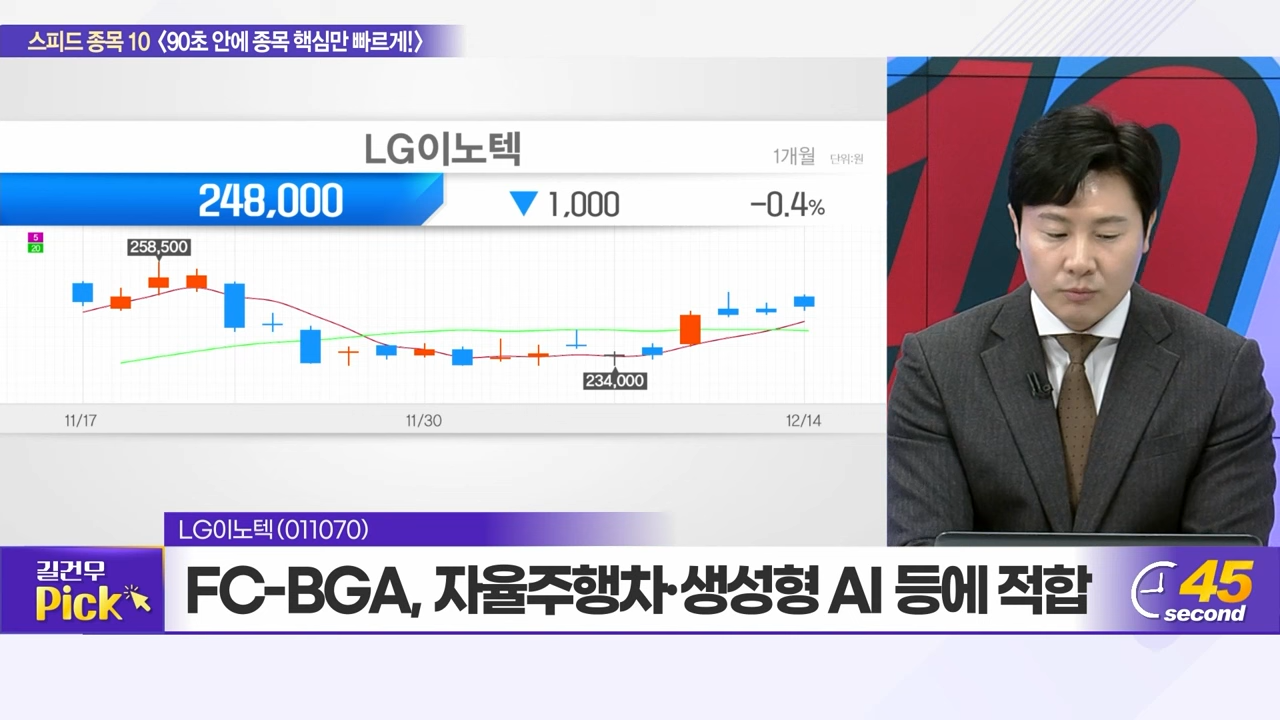 스피드 종목 10 〈90초 안에 종목 핵심만 빠르게!〉
LG이노텍
1개월 단위:원
248,000 ▼ 1,000 -0.4%
5
20
258,500
234,000
11/17 11/30 12/14
10
LG이노텍(011070)
길건무
Pick
FC-BGA, 자율주행차·생성형 AI 등에 적합
45
second